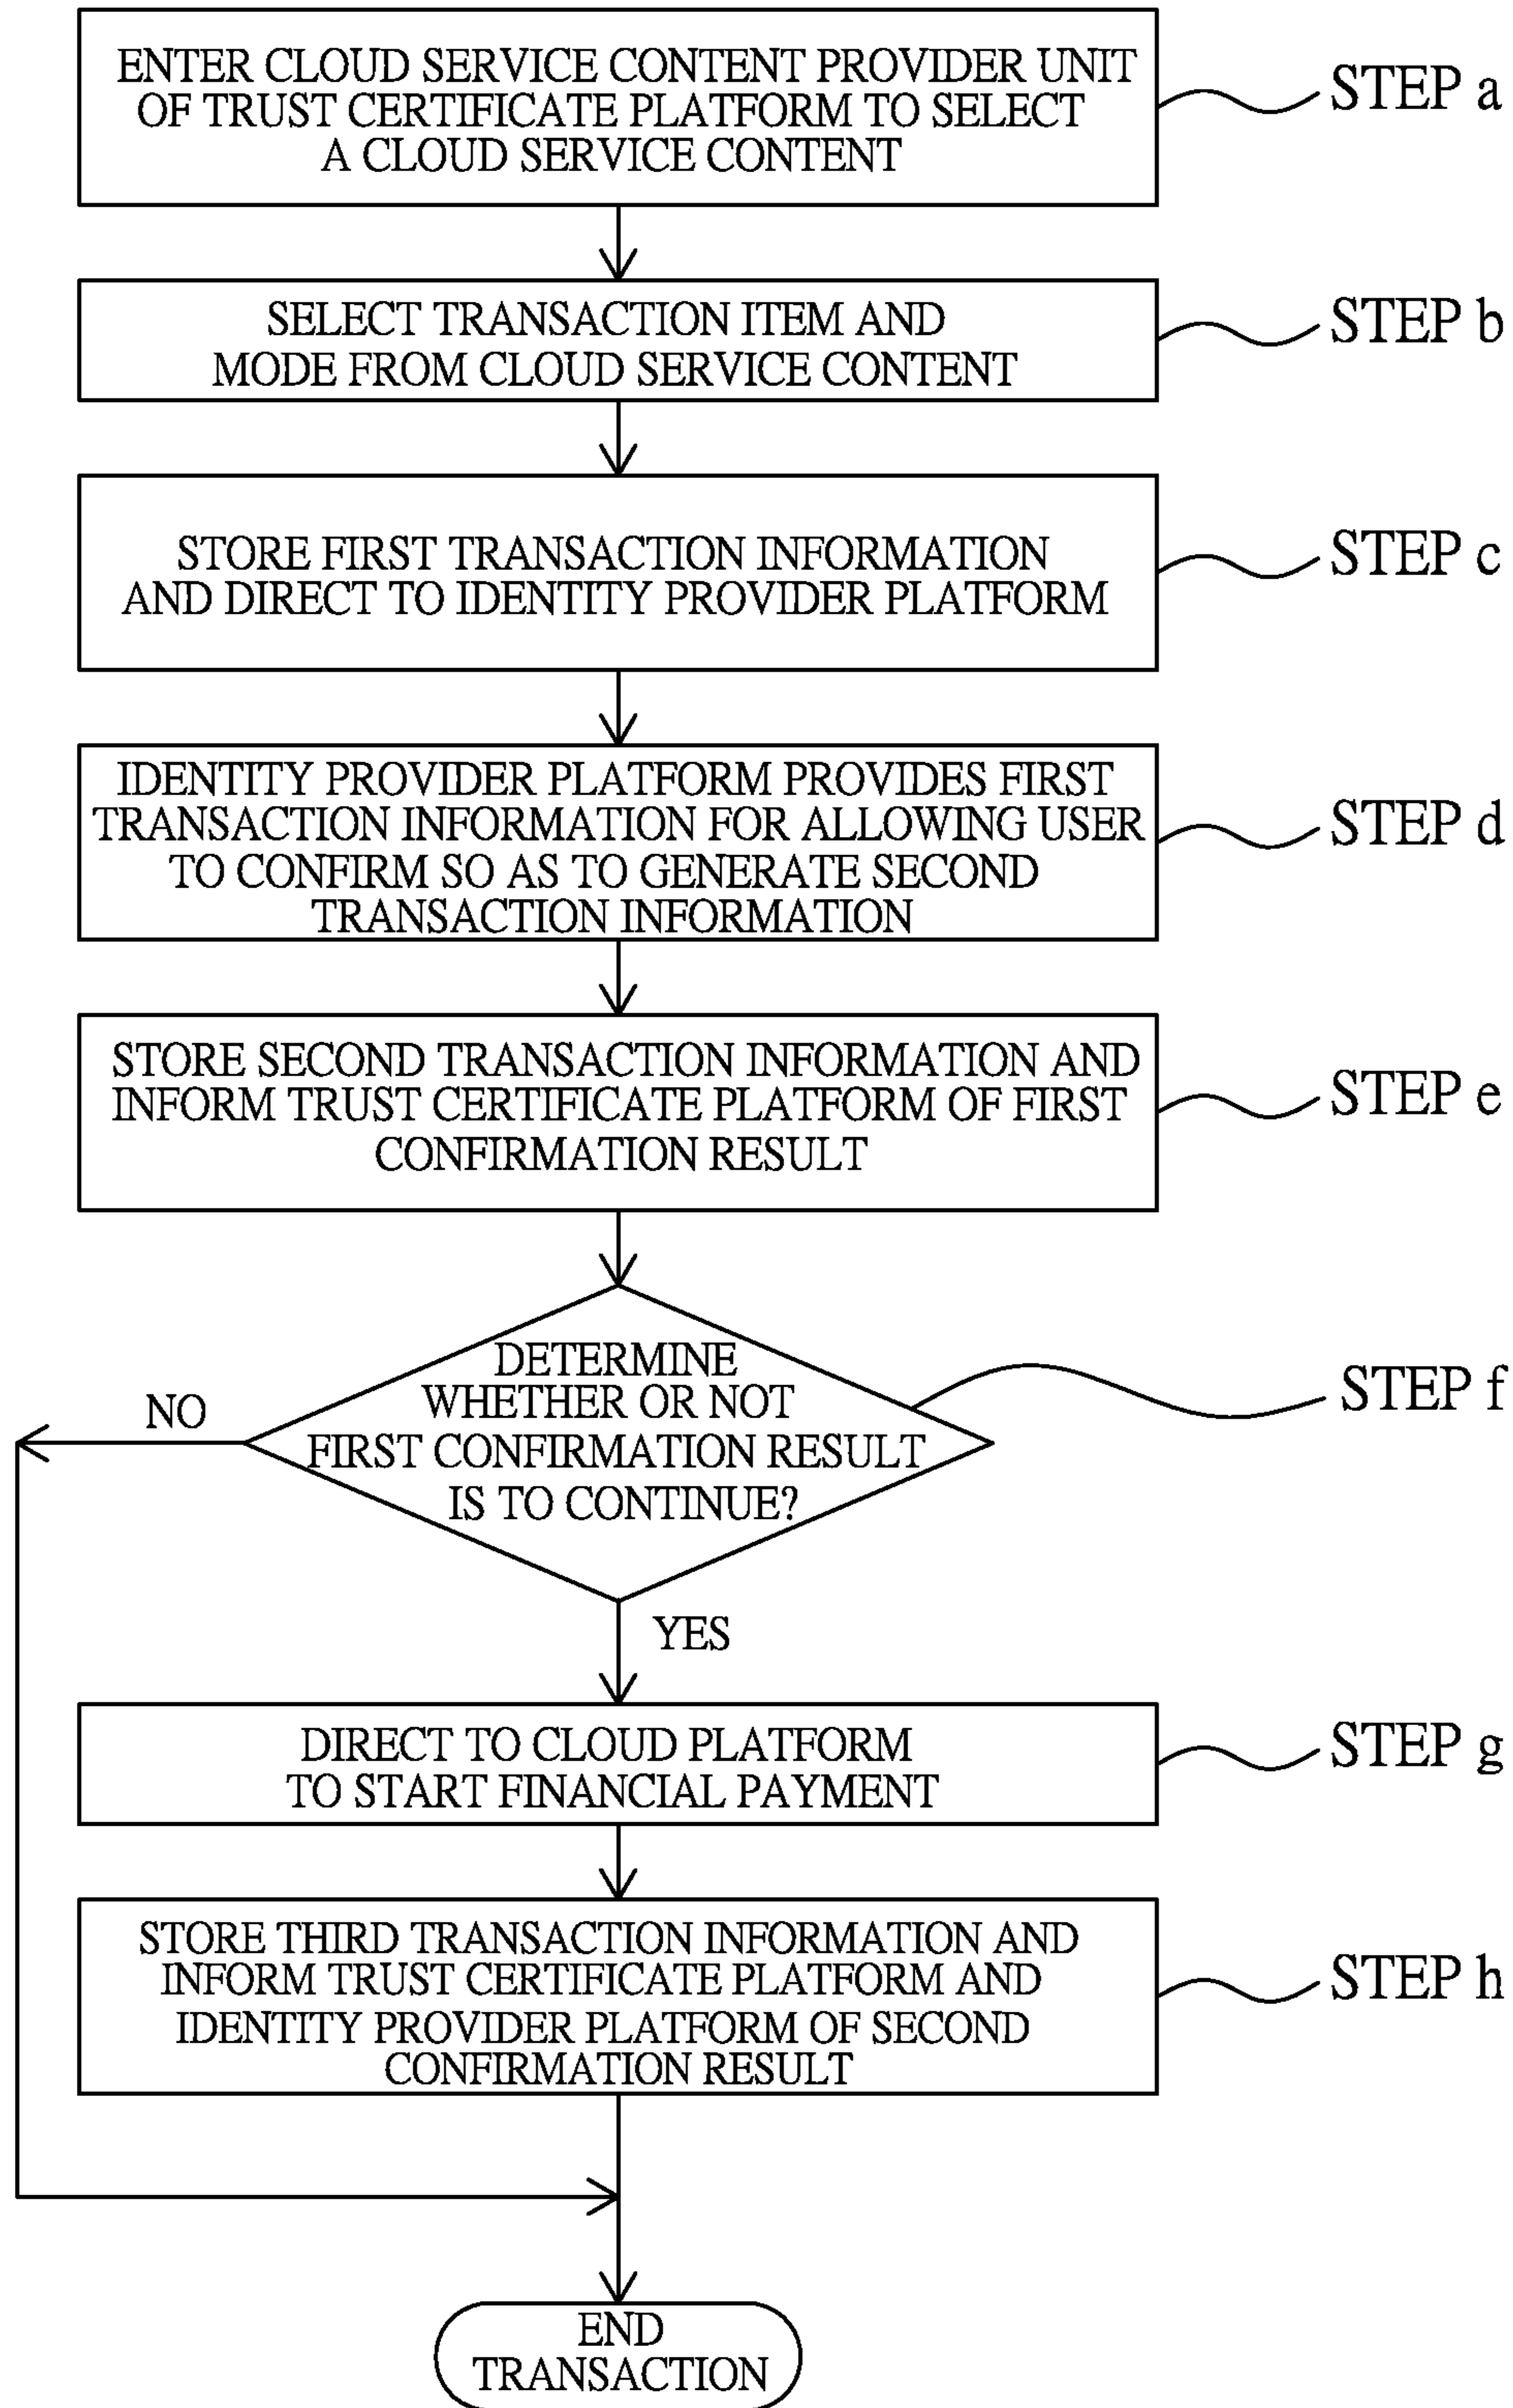 ENTER CLOUD SERVICE CONTENT PROVIDER UNIT
OF TRUST CERTIFICATE PLATFORM TO SELECT
A CLOUD SERVICE CONTENT
STEP a
SELECT TRANSACTION ITEM AND
MODE FROM CLOUD SERVICE CONTENT
STEP b
STORE FIRST TRANSACTION INFORMATION
AND DIRECT TO IDENTITY PROVIDER PLATFORM
STEP c
IDENTITY PROVIDER PLATFORM PROVIDES FIRST
TRANSACTION INFORMATION FOR ALLOWING USER
TO CONFIRM SO AS TO GENERATE SECOND
TRANSACTION INFORMATION
STEP d
STORE SECOND TRANSACTION INFORMATION AND
INFORM TRUST CERTIFICATE PLATFORM OF FIRST
CONFIRMATION RESULT
STEP e
DETERMINE
WHETHER OR NOT
FIRST CONFIRMATION RESULT
IS TO CONTINUE?
STEP f
NO
YES
DIRECT TO CLOUD PLATFORM
TO START FINANCIAL PAYMENT
STEP g
STORE THIRD TRANSACTION INFORMATION AND
INFORM TRUST CERTIFICATE PLATFORM AND
IDENTITY PROVIDER PLATFORM OF SECOND
CONFIRMATION RESULT
STEP h
END
TRANSACTION